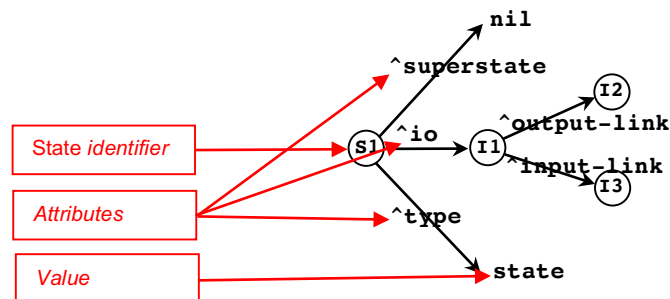 nil
^superstate
I2
^output-link
State identifier
S1
^io
I1
^input-link
I3
Attributes
^type
Value
state